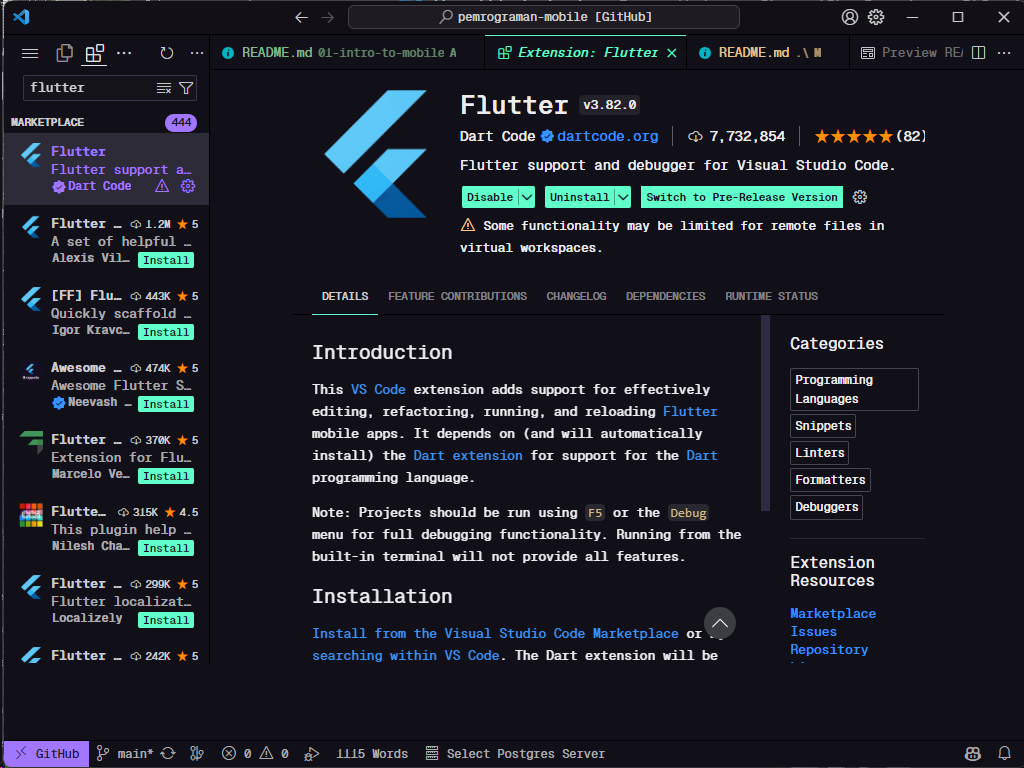 pemrograman-mobile [GitHub]
README.md 01-intro-to-mobile A
Extension: Flutter
README.md .\ M
Preview REA
flutter
MARKETPLACE 444
Flutter
Flutter support a…
Dart Code
Flutter … 1.2M 5
A set of helpful …
Alexis Vil… Install
[FF] Flu… 443K 5
Quickly scaffold …
Igor Kravc… Install
Awesome … 474K 5
Awesome Flutter S…
Neevash … Install
Flutter … 370K 5
Extension for Flu…
Marcelo Ve… Install
Flutte… 315K 4.5
This plugin help …
Nilesh Cha… Install
Flutter … 299K 5
Flutter localizat…
Localizely Install
Flutter … 242K 5
Flutter v3.82.0
Dart Code dartcode.org 7,732,854 (82)
Flutter support and debugger for Visual Studio Code.
Disable Uninstall Switch to Pre-Release Version
Some functionality may be limited for remote files in
virtual workspaces.
DETAILS FEATURE CONTRIBUTIONS CHANGELOG DEPENDENCIES RUNTIME STATUS
Introduction
This VS Code extension adds support for effectively
editing, refactoring, running, and reloading Flutter
mobile apps. It depends on (and will automatically
install) the Dart extension for support for the Dart
programming language.
Note: Projects should be run using F5 or the Debug
menu for full debugging functionality. Running from the
built-in terminal will not provide all features.
Installation
Install from the Visual Studio Code Marketplace or
searching within VS Code. The Dart extension will be
Categories
Programming
Languages
Snippets
Linters
Formatters
Debuggers
Extension
Resources
Marketplace
Issues
Repository
GitHub main* 0 0 1115 Words Select Postgres Server